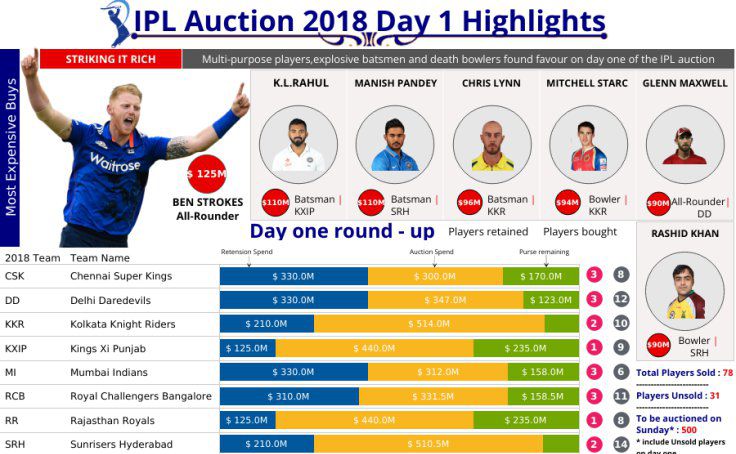 IPL Auction 2018 Day 1 Highlights
STRIKING IT RICH
Multi-purpose players,explosive batsmen and death bowlers found favour on day one of the IPL auction
Most Expensive Buys
Waitrose
$ 125M
BEN STROKES
All-Rounder
K.L.RAHUL
$110M Batsman |
KXIP
MANISH PANDEY
$110M Batsman |
SRH
CHRIS LYNN
$96M Batsman |
KKR
MITCHELL STARC
$94M Bowler |
KKR
GLENN MAXWELL
$90M All-Rounder|
DD
RASHID KHAN
$90M Bowler |
SRH
Day one round - up
Players retained Players bought
Retension Spend Auction Spend Purse remaining
2018 Team Team Name
CSK Chennai Super Kings $ 330.0M $ 300.0M $ 170.0M 3 8
DD Delhi Daredevils $ 330.0M $ 347.0M $ 123.0M 3 12
KKR Kolkata Knight Riders $ 210.0M $ 514.0M 2 10
KXIP Kings Xi Punjab $ 125.0M $ 440.0M $ 235.0M 1 9
MI Mumbai Indians $ 330.0M $ 312.0M $ 158.0M 3 6
RCB Royal Challengers Bangalore $ 310.0M $ 331.5M $ 158.5M 3 11
RR Rajasthan Royals $ 125.0M $ 440.0M $ 235.0M 1 8
SRH Sunrisers Hyderabad $ 210.0M $ 510.5M 2 14
Total Players Sold : 78
Players Unsold : 31
To be auctioned on
Sunday* : 500
* include Unsold players
on day one